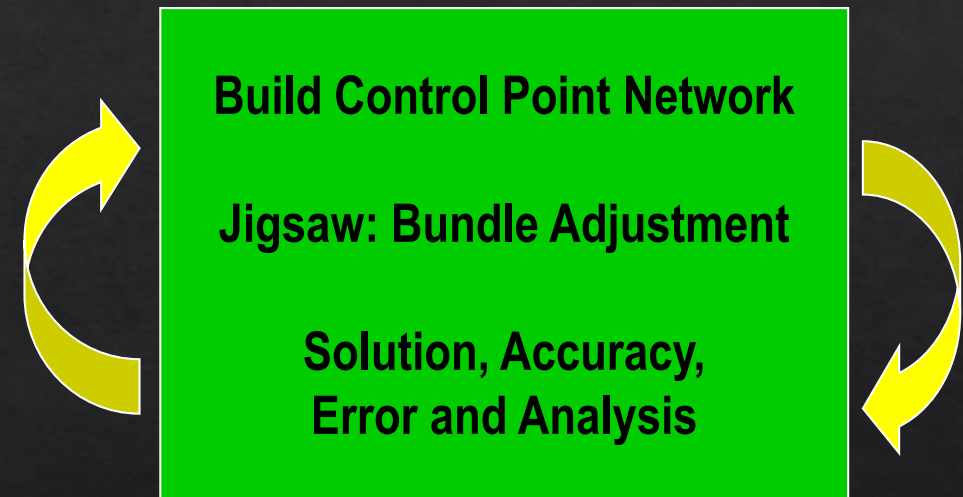 Build Control Point Network
Jigsaw: Bundle Adjustment
Solution, Accuracy,
Error and Analysis